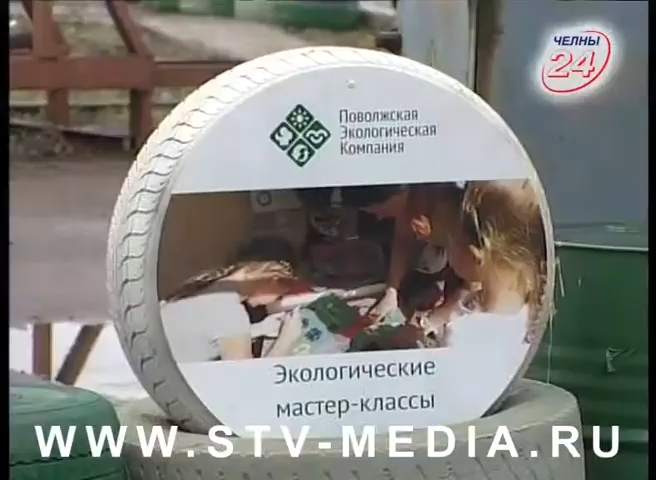 ЧЕЛНЫ
24
Поволжская
Экологическая
Компания
Экологические
мастер-классы
WWW.STV-MEDIA.RU